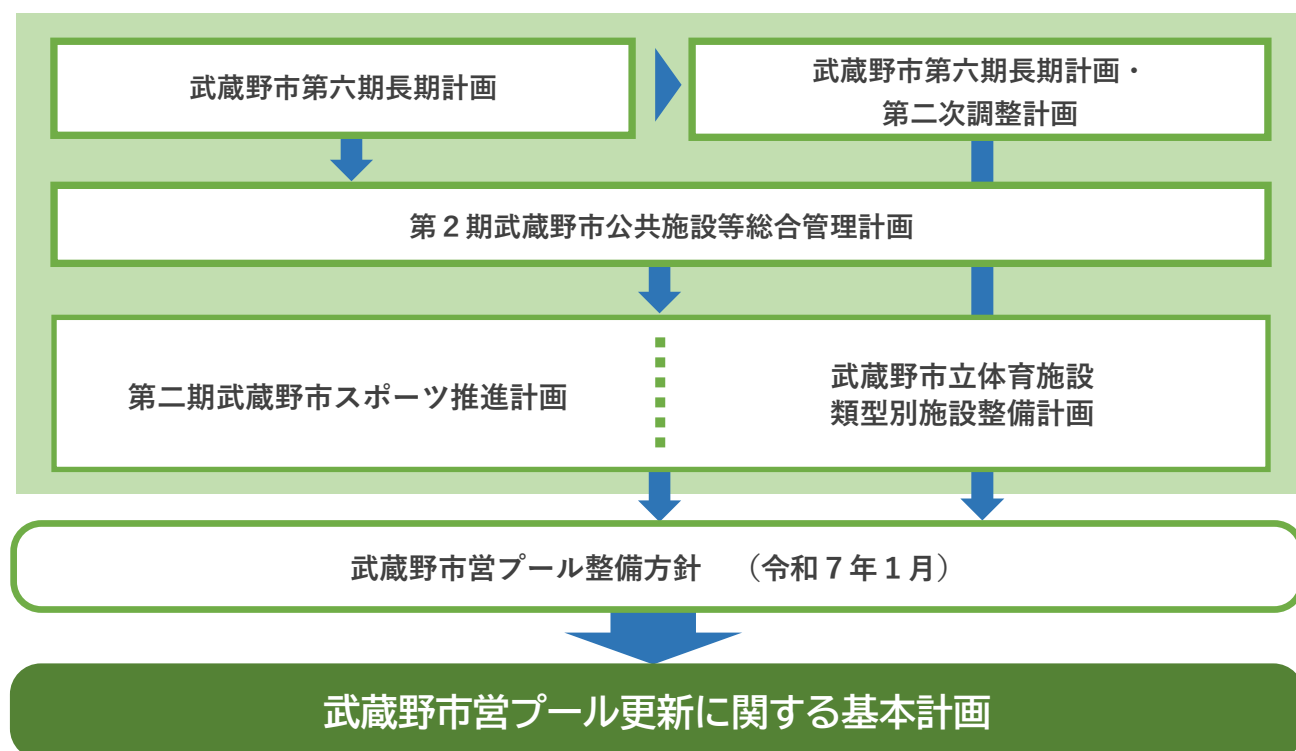 武蔵野市第六期長期計画
武蔵野市第六期長期計画・
第二次調整計画
第２期武蔵野市公共施設等総合管理計画
第二期武蔵野市スポーツ推進計画
武蔵野市立体育施設
類型別施設整備計画
武蔵野市営プール整備方針　（令和７年１月）
武蔵野市営プール更新に関する基本計画